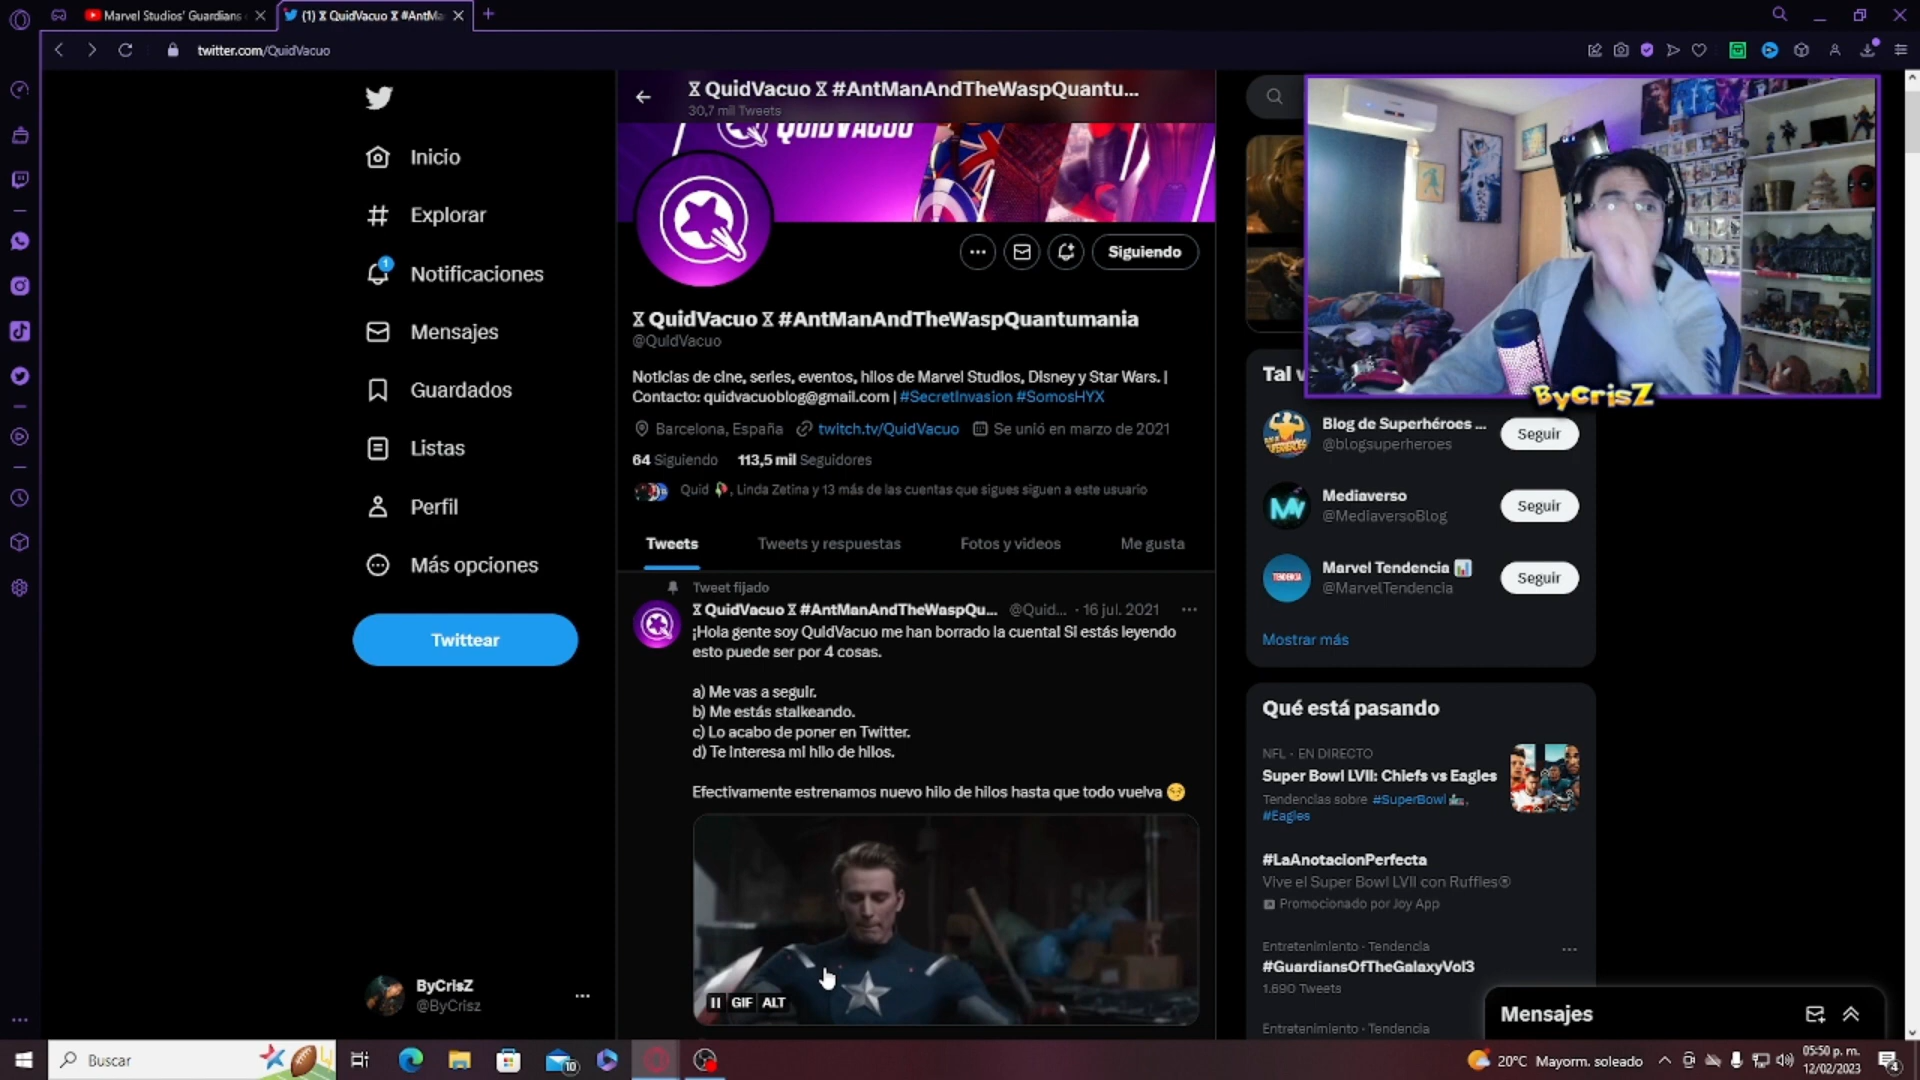 Marvel Studios' Guardians
(1) ⧖ QuidVacuo ⧖ #AntMa
twitter.com/QuidVacuo
⧖ QuidVacuo ⧖ #AntManAndTheWaspQuantu...
30,7 mil Tweets
QUIDVACUO
Inicio
Explorar
1
Notificaciones
Mensajes
Guardados
Listas
Perfil
Más opciones
Twittear
ByCrisZ
@ByCrisz
Siguiendo
⧖ QuidVacuo ⧖ #AntManAndTheWaspQuantumania
@QuidVacuo
Noticias de cine, series, eventos, hilos de Marvel Studios, Disney y Star Wars. |
Contacto: quidvacuoblog@gmail.com | #SecretInvasion #SomosHYX
Barcelona, España twitch.tv/QuidVacuo Se unió en marzo de 2021
64 Siguiendo 113,5 mil Seguidores
Quid 🥀, Linda Zetina y 13 más de las cuentas que sigues siguen a este usuario
Tweets Tweets y respuestas Fotos y videos Me gusta
Tweet fijado
⧖ QuidVacuo ⧖ #AntManAndTheWaspQu... @Quid... · 16 jul. 2021
¡Hola gente soy QuidVacuo me han borrado la cuenta! Si estás leyendo
esto puede ser por 4 cosas.
a) Me vas a seguir.
b) Me estás stalkeando.
c) Lo acabo de poner en Twitter.
d) Te interesa mi hilo de hilos.
Efectivamente estrenamos nuevo hilo de hilos hasta que todo vuelva 😏
GIF ALT
ByCrisZ
Tal v
Blog de Superhéroes ...
@blogsuperheroes
Seguir
Mediaverso
@MediaversoBlog
Seguir
TENDENCIA
Marvel Tendencia 📊
@MarvelTendencia
Seguir
Mostrar más
Qué está pasando
NFL · EN DIRECTO
Super Bowl LVII: Chiefs vs Eagles
Tendencias sobre #SuperBowl,
#Eagles
#LaAnotacionPerfecta
Vive el Super Bowl LVII con Ruffles®
Promocionado por Joy App
Entretenimiento · Tendencia
#GuardiansOfTheGalaxyVol3
1.690 Tweets
Entretenimiento · Tendencia
Mensajes
Buscar
10
20°C Mayorm. soleado
05:50 p. m.
12/02/2023
4